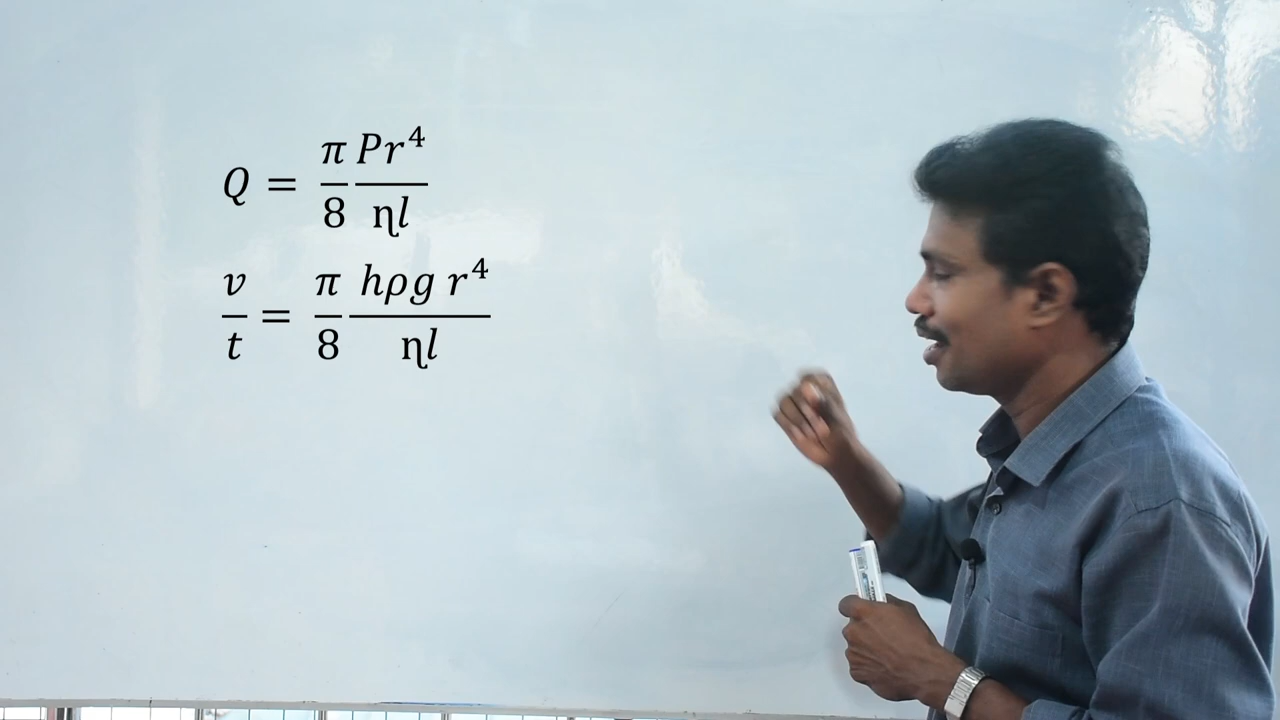 Q = π/8 Pr⁴/ηl
v/t = π/8 hρg r⁴/ηl